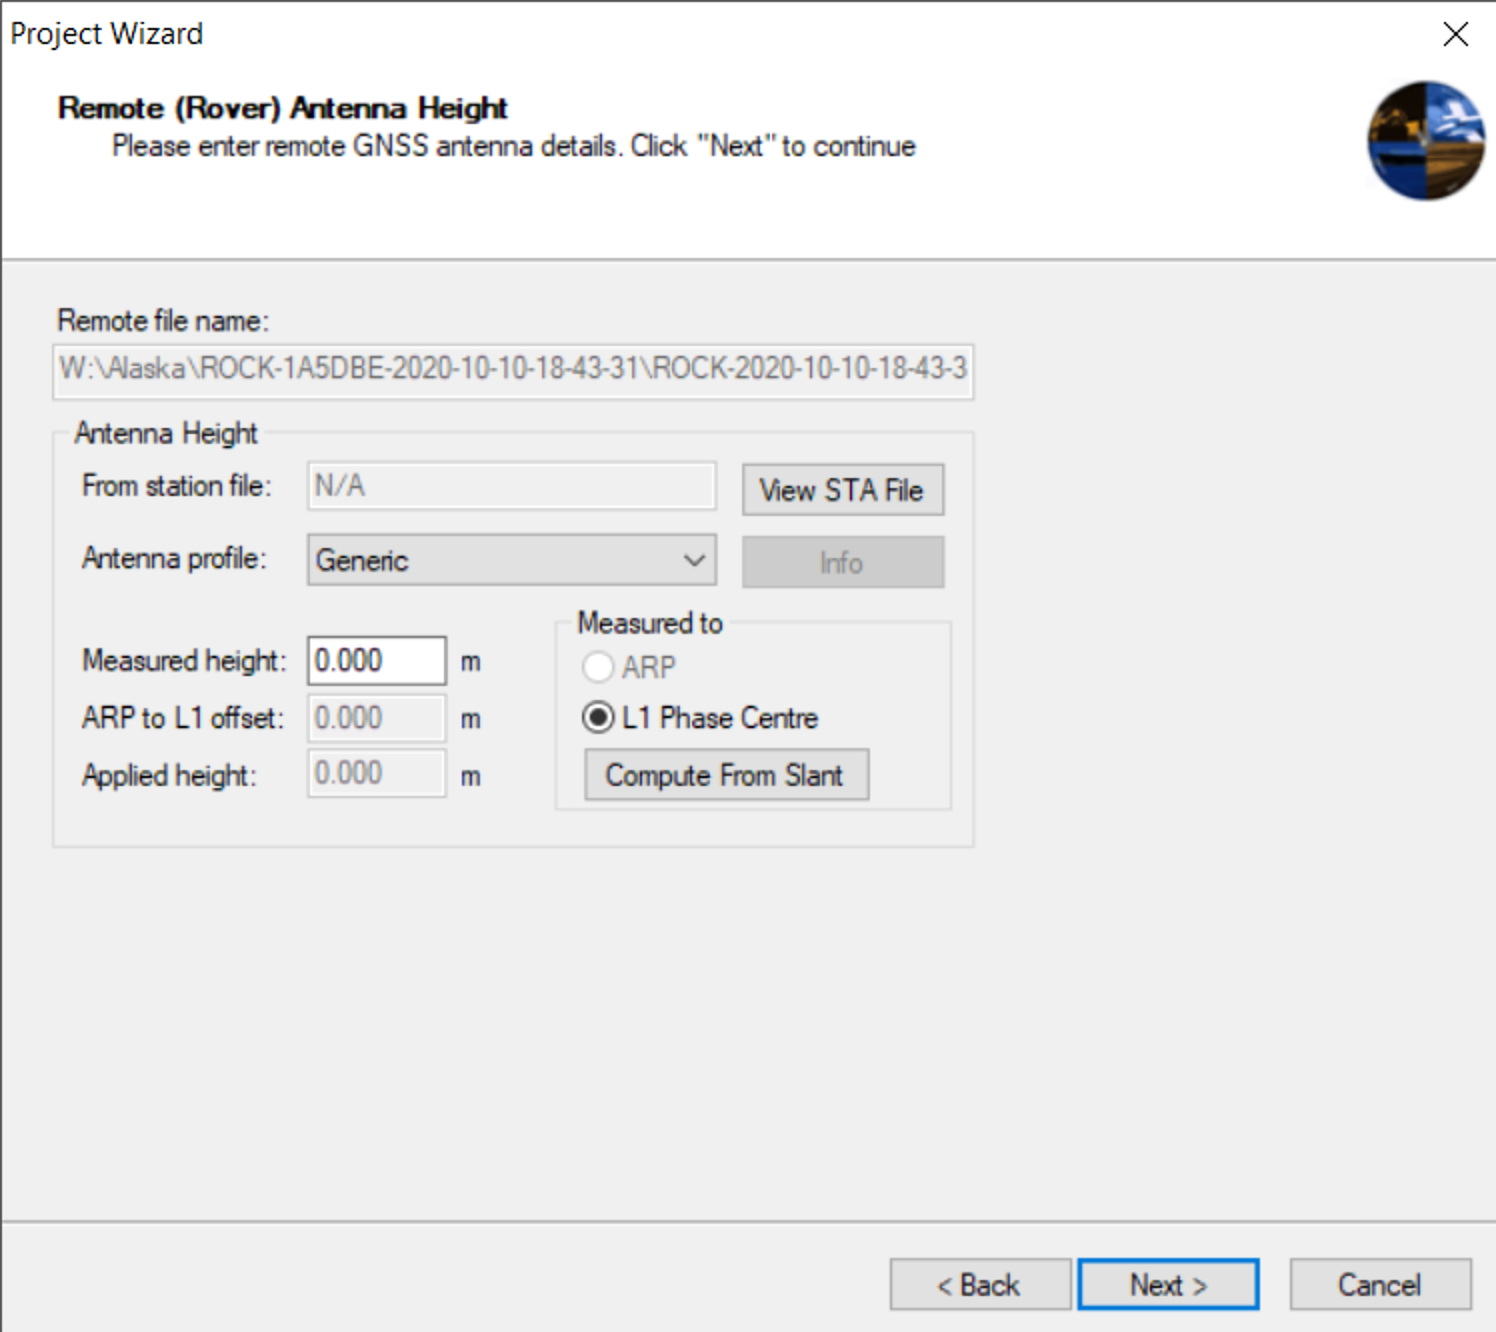 Project Wizard
Remote (Rover) Antenna Height
Please enter remote GNSS antenna details. Click "Next" to continue
Remote file name:
W:\Alaska\ROCK-1A5DBE-2020-10-10-18-43-31\ROCK-2020-10-10-18-43-3
Antenna Height
From station file: N/A View STA File
Antenna profile: Generic Info
Measured to
Measured height: 0.000 m ARP
ARP to L1 offset: 0.000 m L1 Phase Centre
Applied height: 0.000 m Compute From Slant
< Back Next > Cancel